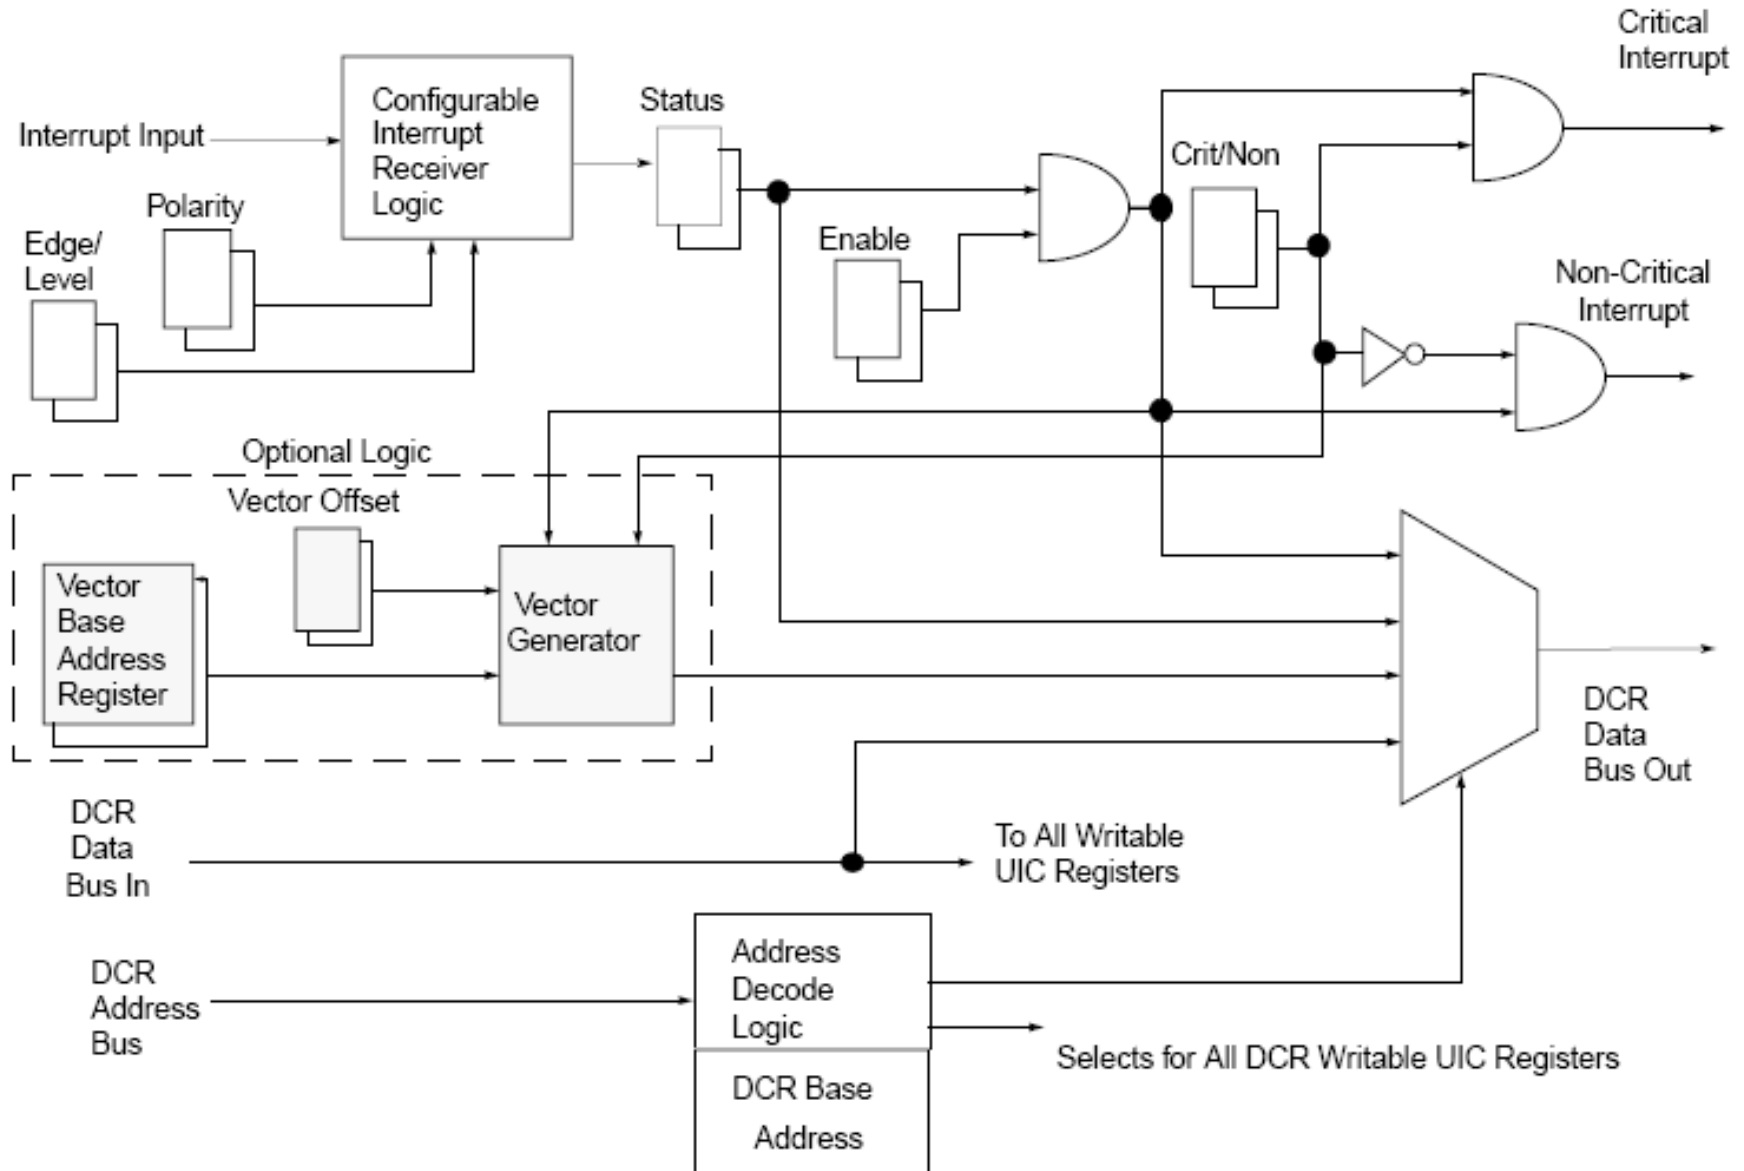 Critical
Interrupt
Configurable
Interrupt
Receiver
Logic
Status
Interrupt Input
Crit/Non
Polarity
Edge/
Level
Enable
Non-Critical
Interrupt
Optional Logic
Vector Offset
Vector
Base
Address
Register
Vector
Generator
DCR
Data
Bus Out
DCR
Data
Bus In
To All Writable
UIC Registers
DCR
Address
Bus
Address
Decode
Logic
Selects for All DCR Writable UIC Registers
DCR Base
Address